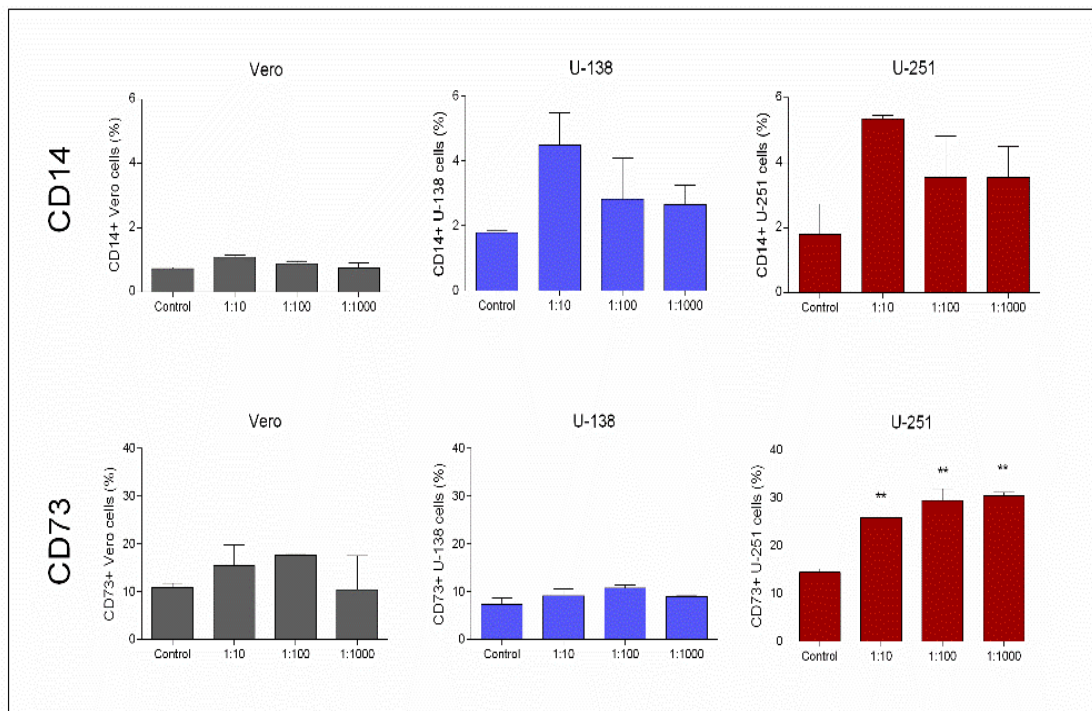 CD14
Vero
CD14+ Vero cells (%)
6
4
2
0
Control 1:10 1:100 1:1000
U-138
CD14+ U-138 cells (%)
6
4
2
0
Control 1:10 1:100 1:1000
U-251
CD14+ U-251 cells (%)
6
4
2
0
Control 1:10 1:100 1:1000
CD73
Vero
CD73+ Vero cells (%)
40
30
20
10
0
Control 1:10 1:100 1:1000
U-138
CD73+ U-138 cells (%)
40
30
20
10
0
Control 1:10 1:100 1:1000
U-251
CD73+ U-251 cells (%)
40
30
20
10
0
** ** **
Control 1:10 1:100 1:1000